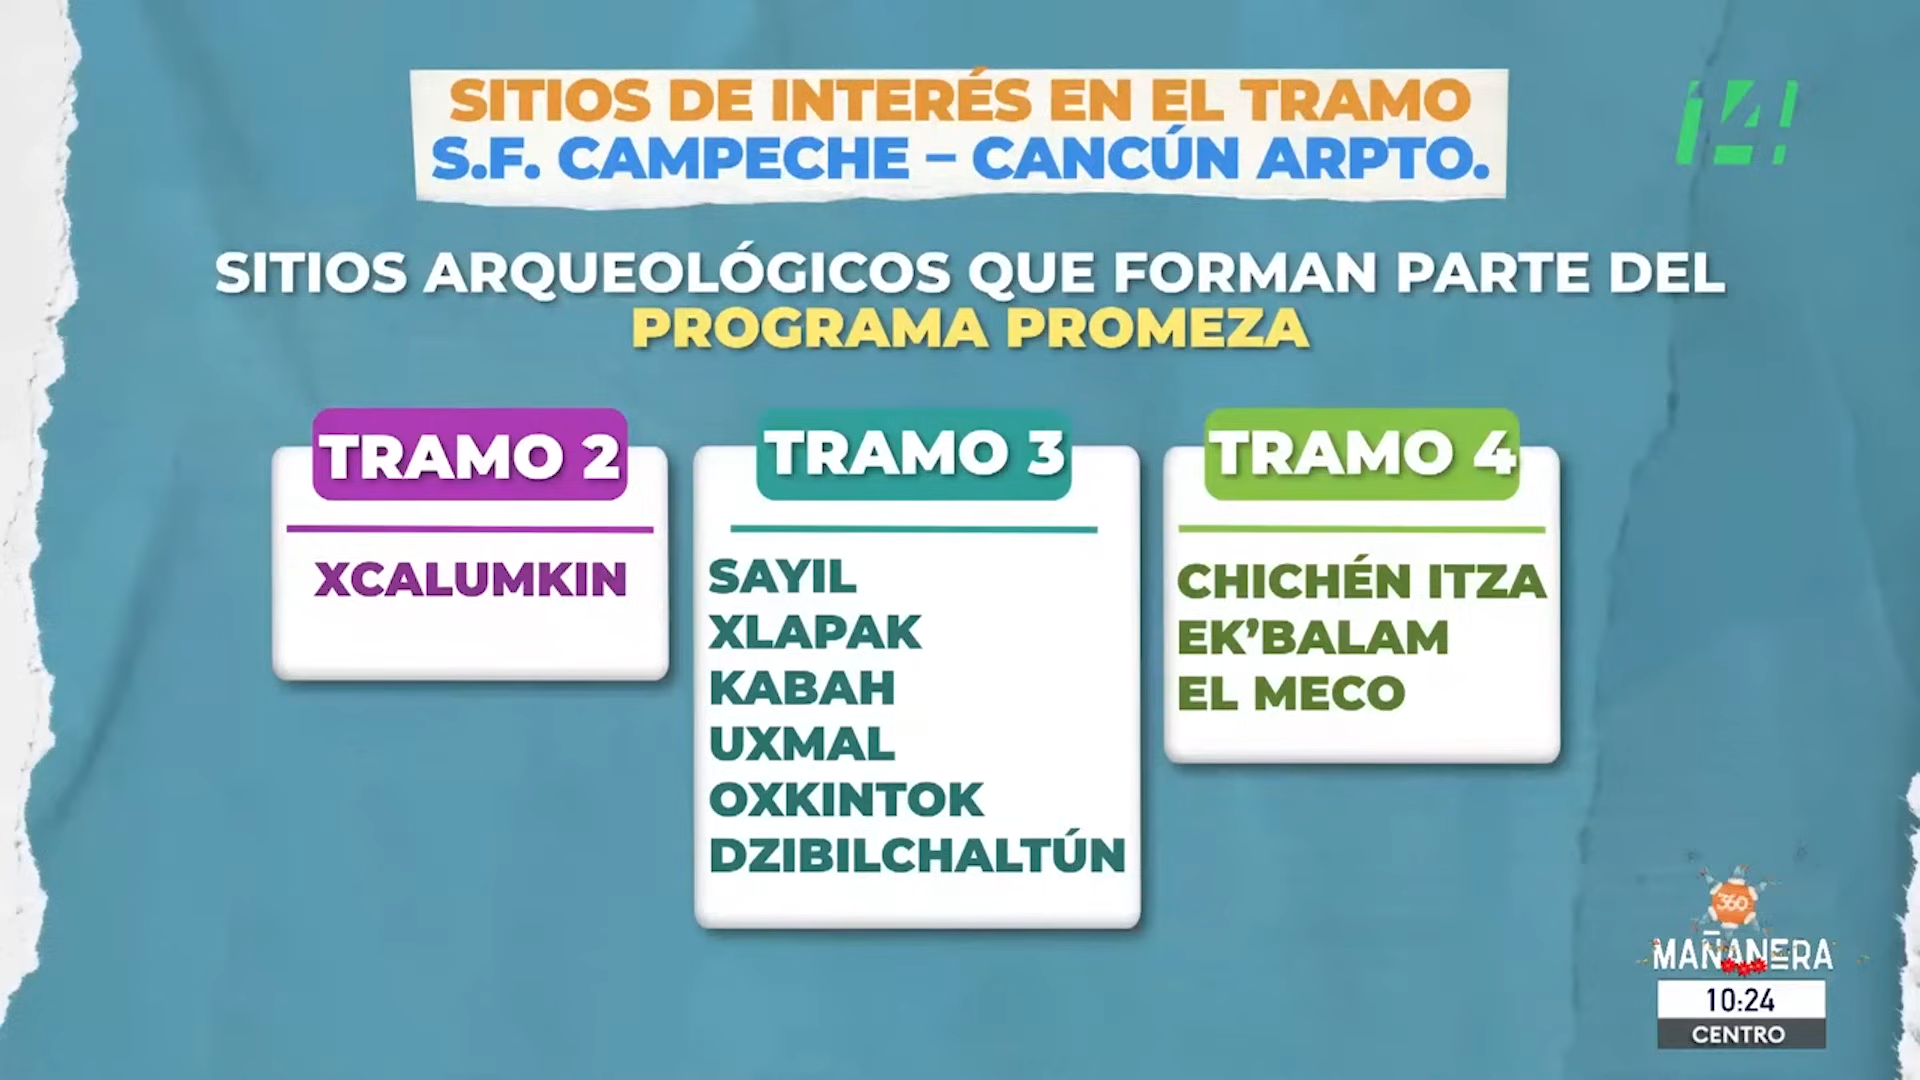 SITIOS DE INTERÉS EN EL TRAMO
S.F. CAMPECHE – CANCÚN ARPTO.
14
SITIOS ARQUEOLÓGICOS QUE FORMAN PARTE DEL
PROGRAMA PROMEZA
TRAMO 2
XCALUMKIN
TRAMO 3
SAYIL
XLAPAK
KABAH
UXMAL
OXKINTOK
DZIBILCHALTÚN
TRAMO 4
CHICHÉN ITZA
EK’BALAM
EL MECO
360
MAÑANERA
10:24
CENTRO